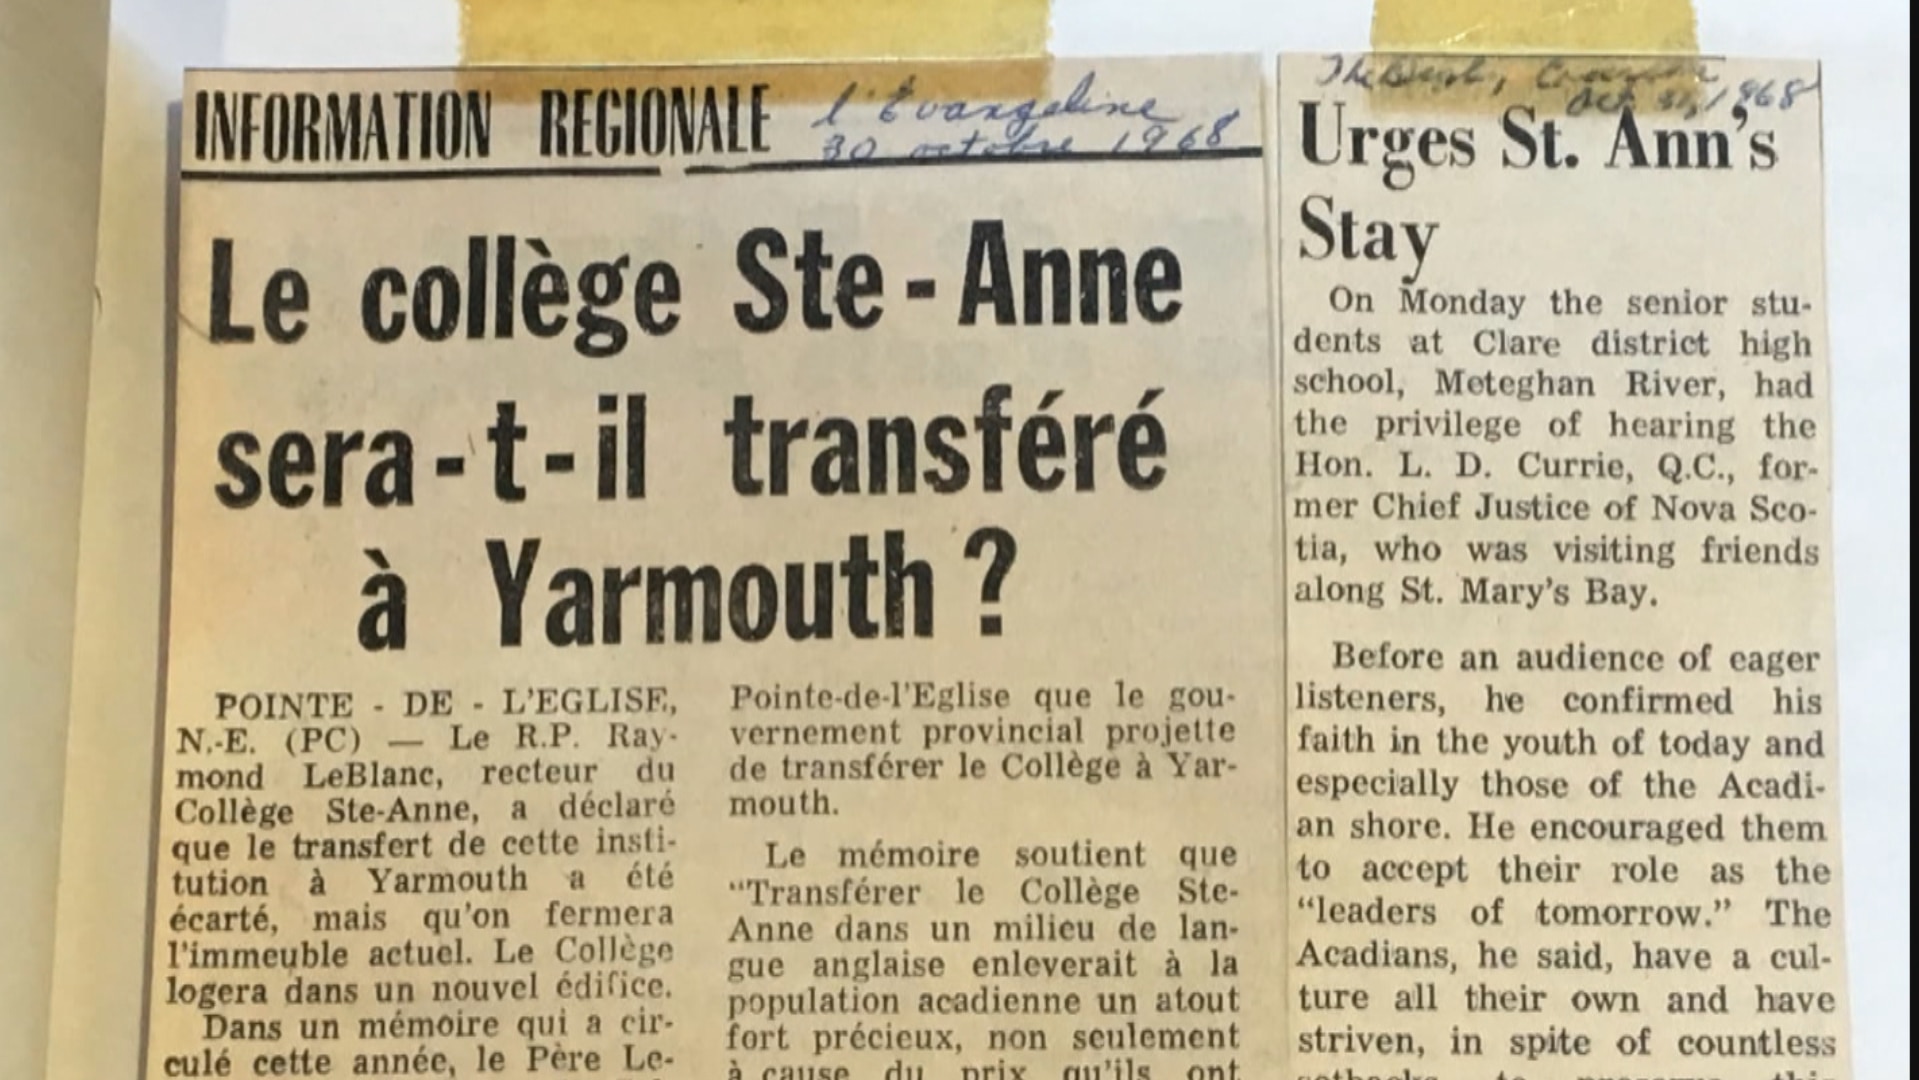 INFORMATION REGIONALE
l'Évangeline
30 octobre 1968
Le collège Ste-Anne
sera-t-il transféré
à Yarmouth ?
POINTE - DE - L'EGLISE,
N.-E. (PC) — Le R.P. Ray-
mond LeBlanc, recteur du
Collège Ste-Anne, a déclaré
que le transfert de cette insti-
tution à Yarmouth a été
écarté, mais qu'on fermera
l'immeuble actuel. Le Collège
logera dans un nouvel édifice.
Dans un mémoire qui a cir-
culé cette année, le Père Le-
Pointe-de-l'Eglise que le gou-
vernement provincial projette
de transférer le Collège à Yar-
mouth.
Le mémoire soutient que
“Transférer le Collège Ste-
Anne dans un milieu de lan-
gue anglaise enleverait à la
population acadienne un atout
fort précieux, non seulement
à cause du prix qu'ils ont
The Courier
Oct 31, 1968
Urges St. Ann's
Stay
On Monday the senior stu-
dents at Clare district high
school, Meteghan River, had
the privilege of hearing the
Hon. L. D. Currie, Q.C., for-
mer Chief Justice of Nova Sco-
tia, who was visiting friends
along St. Mary's Bay.
Before an audience of eager
listeners, he confirmed his
faith in the youth of today and
especially those of the Acadi-
an shore. He encouraged them
to accept their role as the
“leaders of tomorrow.” The
Acadians, he said, have a cul-
ture all their own and have
striven, in spite of countless